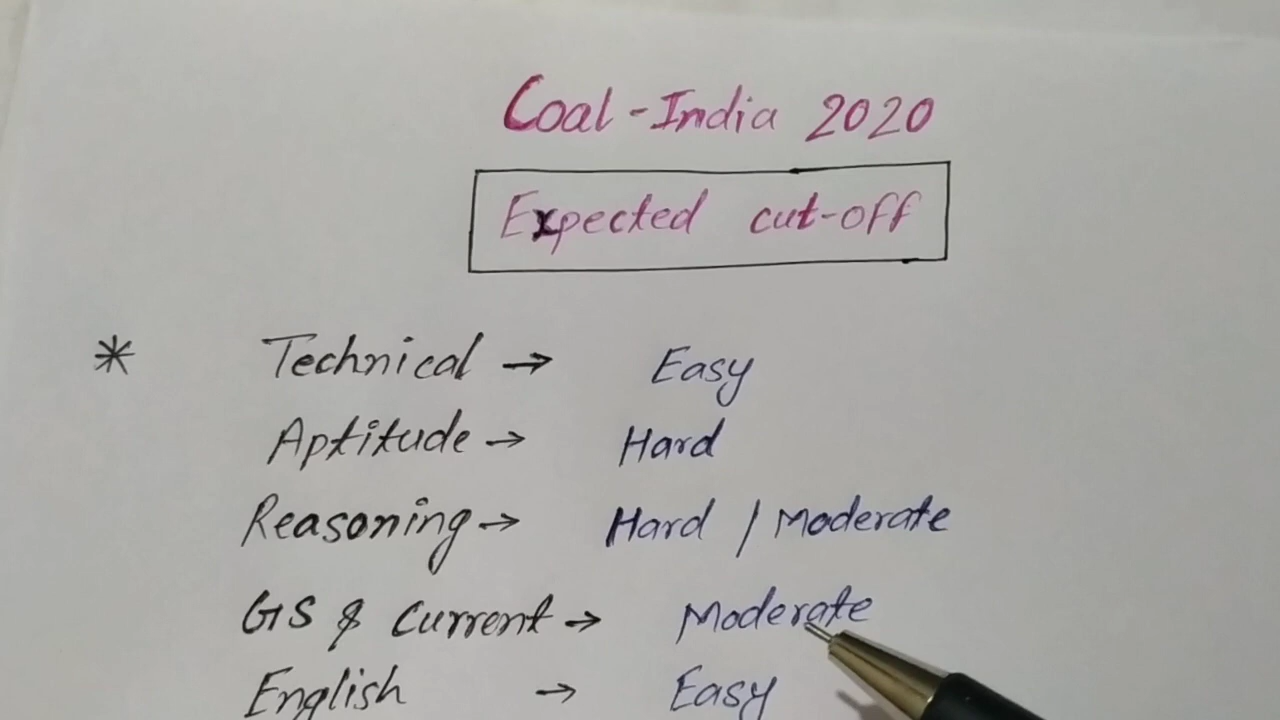 Coal-India 2020
Expected cut-off
* Technical → Easy
Aptitude → Hard
Reasoning → Hard / Moderate
GS & Current → Moderate
English → Easy